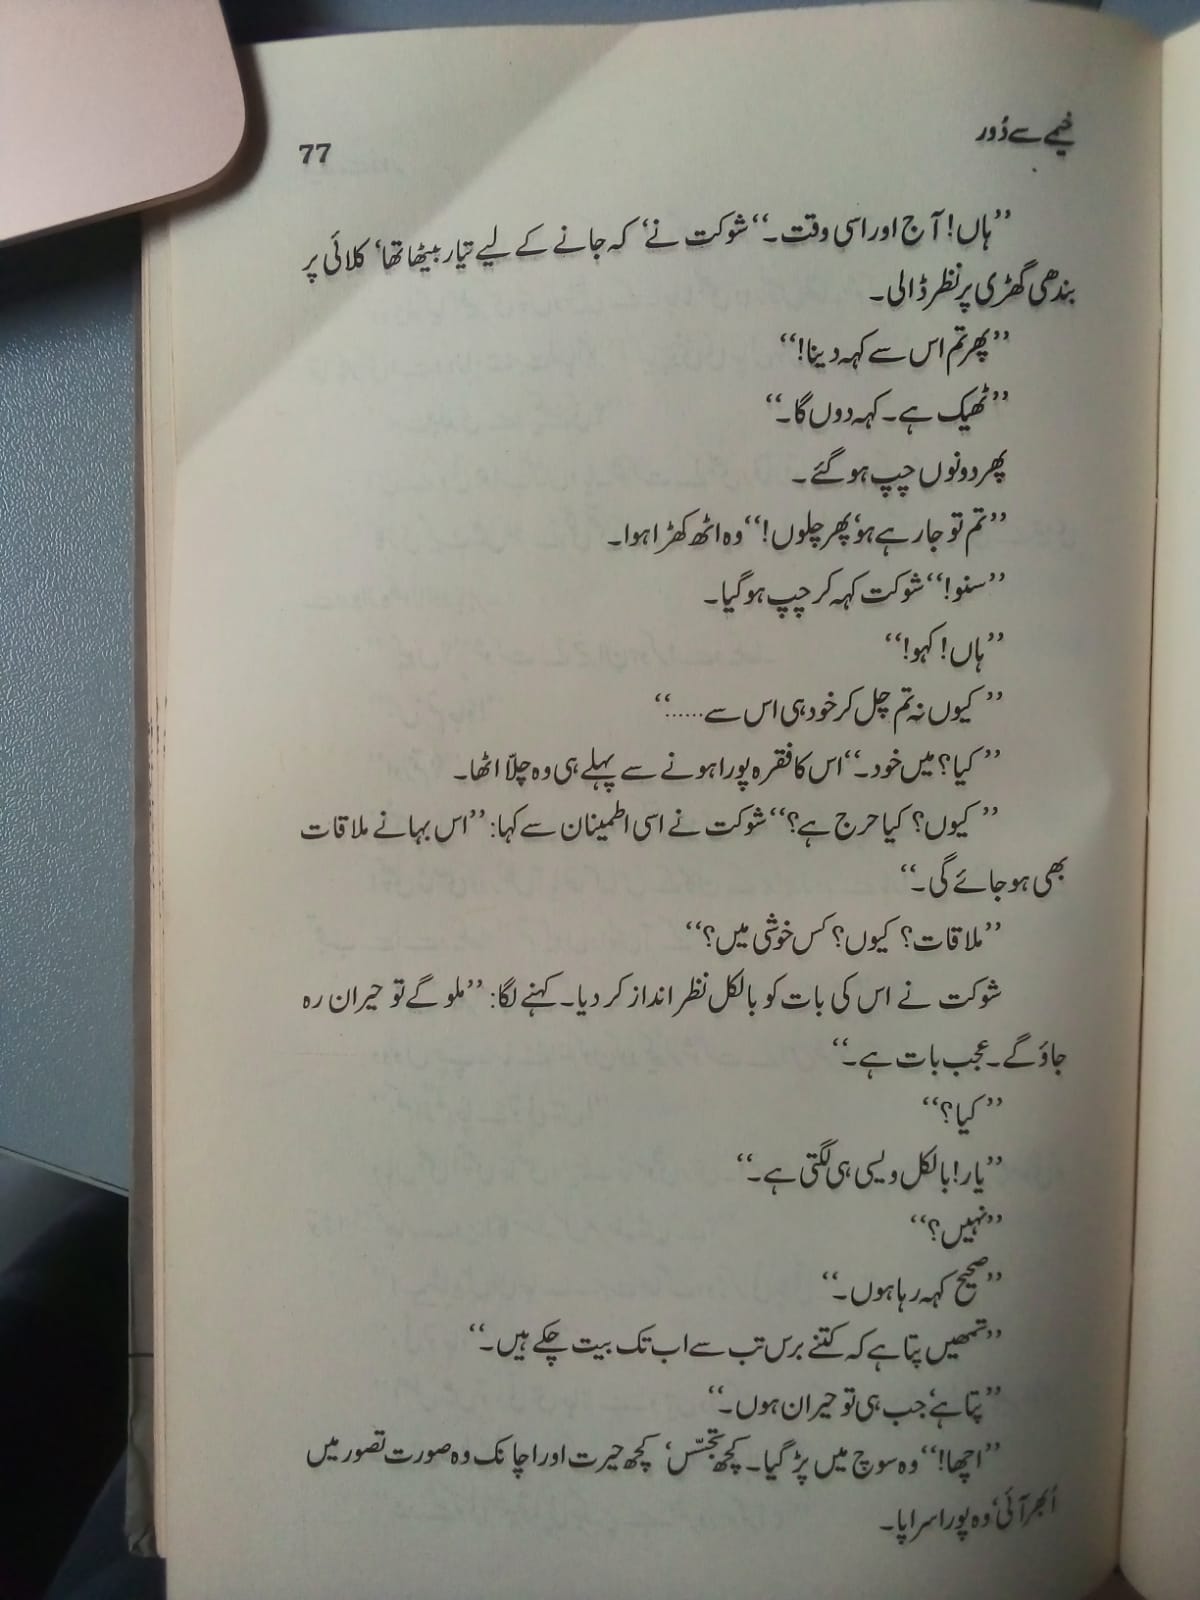 خیمے سے دُور
77
’’ہاں! آج اور اسی وقت۔‘‘ شوکت نے‘ کہ جانے کے لیے تیار بیٹھا تھا‘ کلائی پر
بندھی گھڑی پر نظر ڈالی۔
’’پھر تم اس سے کہہ دینا!‘‘
’’ٹھیک ہے۔ کہہ دوں گا۔‘‘
پھر دونوں چپ ہو گئے۔
’’تم تو جا رہے ہو‘ پھر چلوں!‘‘ وہ اٹھ کھڑا ہوا۔
’’سنو!‘‘ شوکت کہہ کر چپ ہو گیا۔
’’ہاں! کہو!‘‘
’’کیوں نہ تم چل کر خود ہی اس سے......‘‘
’’کیا؟ میں خود۔‘‘ اس کا فقرہ پورا ہونے سے پہلے ہی وہ چلّا اٹھا۔
’’کیوں؟ کیا حرج ہے؟‘‘ شوکت نے اسی اطمینان سے کہا: ’’اس بہانے ملاقات
بھی ہو جائے گی۔‘‘
’’ملاقات؟ کیوں؟ کس خوشی میں؟‘‘
شوکت نے اس کی بات کو بالکل نظر انداز کر دیا۔ کہنے لگا: ’’ملو گے تو حیران رہ
جاؤ گے۔ عجب بات ہے۔‘‘
’’کیا؟‘‘
’’یار! بالکل ویسی ہی لگتی ہے۔‘‘
’’نہیں؟‘‘
’’صحیح کہہ رہا ہوں۔‘‘
’’تمھیں پتا ہے کہ کتنے برس تب سے اب تک بیت چکے ہیں۔‘‘
’’پتا ہے‘ جب ہی تو حیران ہوں۔‘‘
’’اچھا!‘‘ وہ سوچ میں پڑ گیا۔ کچھ تجسّس‘ کچھ حیرت اور اچانک وہ صورت تصور میں
اُبھر آئی‘ وہ پورا سراپا۔